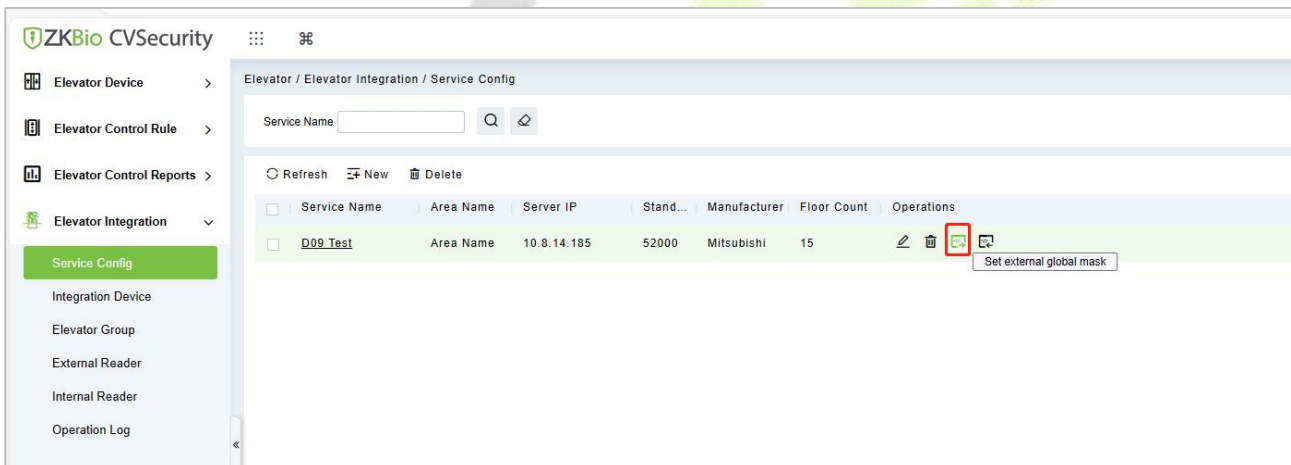 ZKBio CVSecurity
Elevator Device
Elevator Control Rule
Elevator Control Reports
Elevator Integration
Service Config
Integration Device
Elevator Group
External Reader
Internal Reader
Operation Log
Elevator / Elevator Integration / Service Config
Service Name
Refresh New Delete
Service Name Area Name Server IP Stand... Manufacturer Floor Count Operations
D09 Test Area Name 10.8.14.185 52000 Mitsubishi 15
Set external global mask